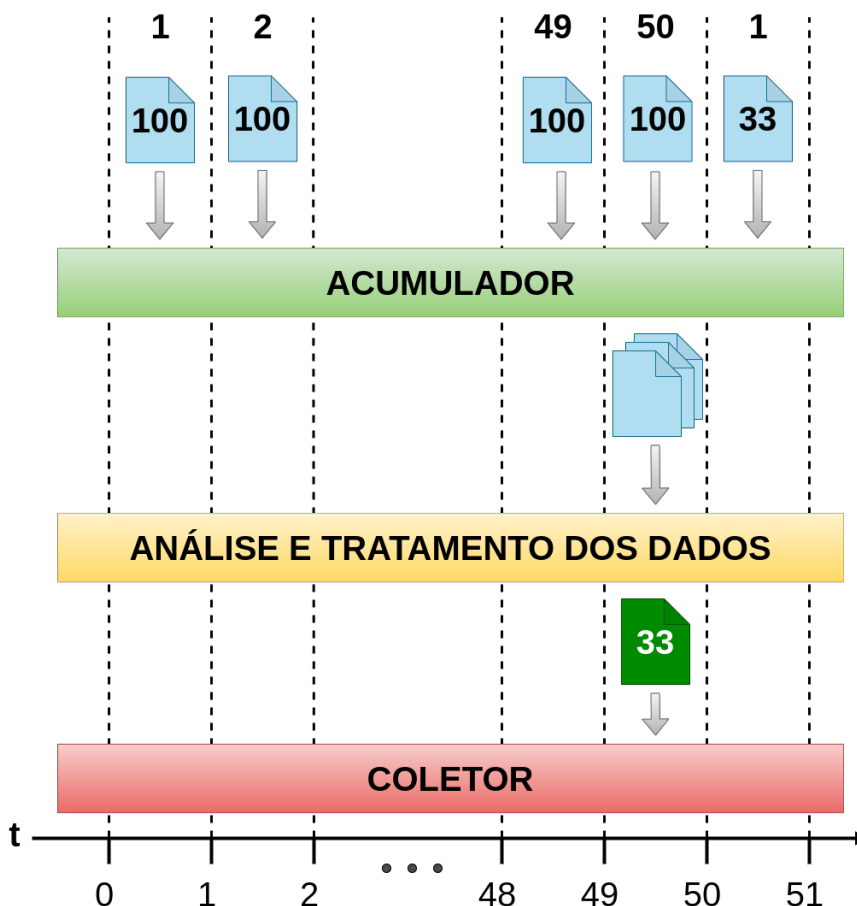 1 2 49 50 1
100 100 100 100 33
ACUMULADOR
ANÁLISE E TRATAMENTO DOS DADOS
33
COLETOR
t
0 1 2 48 49 50 51